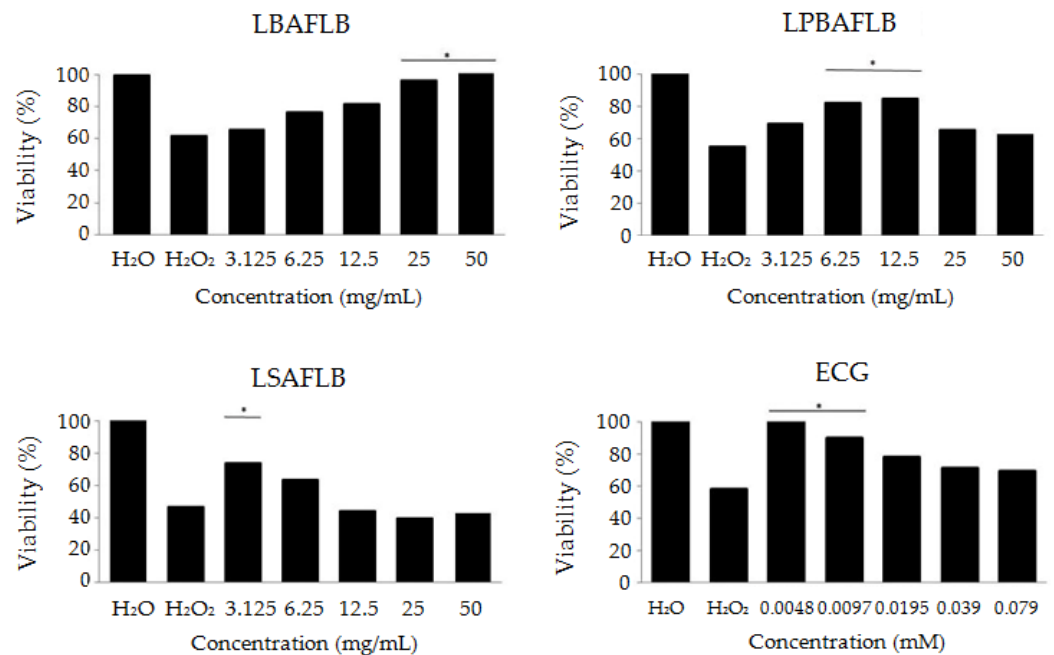 LBAFLB
*
Viability (%)
100
80
60
40
20
0
H₂O H₂O₂ 3.125 6.25 12.5 25 50
Concentration (mg/mL)
LPBAFLB
*
Viability (%)
100
80
60
40
20
0
H₂O H₂O₂ 3.125 6.25 12.5 25 50
Concentration (mg/mL)
LSAFLB
*
Viability (%)
100
80
60
40
20
0
H₂O H₂O₂ 3.125 6.25 12.5 25 50
Concentration (mg/mL)
ECG
*
Viability (%)
100
80
60
40
20
0
H₂O H₂O₂ 0.0048 0.0097 0.0195 0.039 0.079
Concentration (mM)